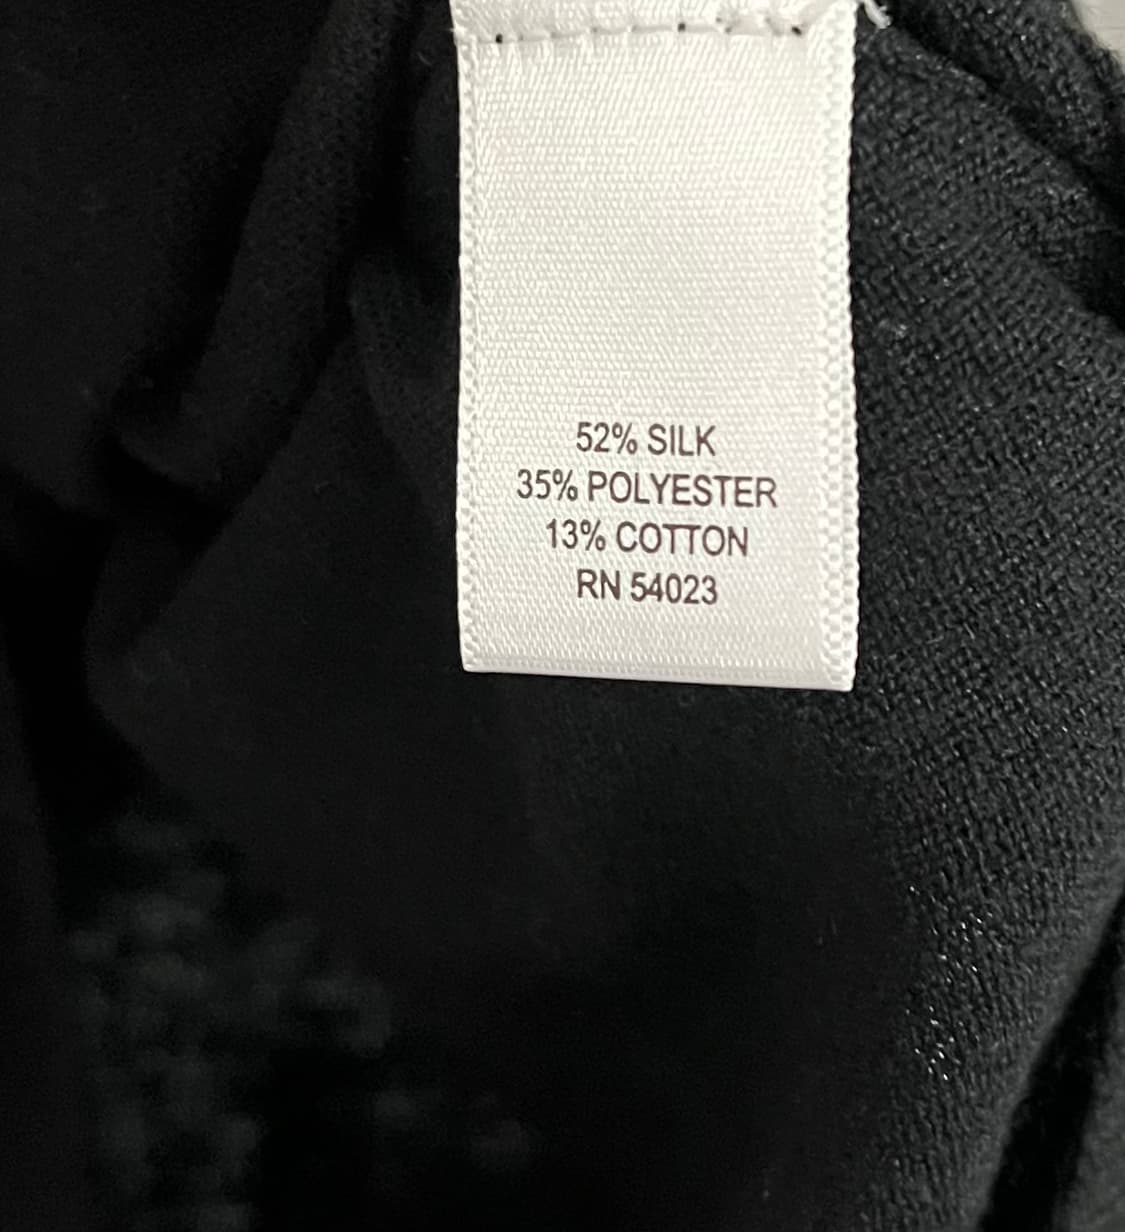 52% SILK
35% POLYESTER
13% COTTON
RN 54023